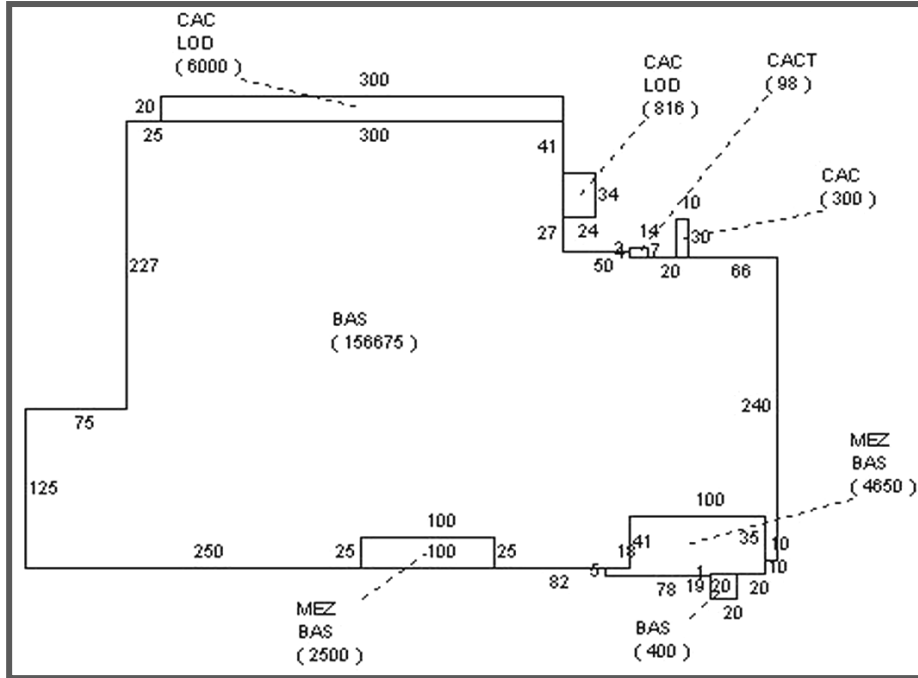 CAC
LOD
( 6000 )
300
20
25
300
41
CAC
LOD
( 816 )
34
24
27
CACT
( 98 )
CAC
( 300 )
10
30
14
7
50
20
66
227
BAS
( 156675 )
75
240
125
MEZ
BAS
( 4650 )
100
100
41
35
10
18
250
25
100
25
10
82
5
78
1
19
20
20
20
MEZ
BAS
( 2500 )
BAS
( 400 )